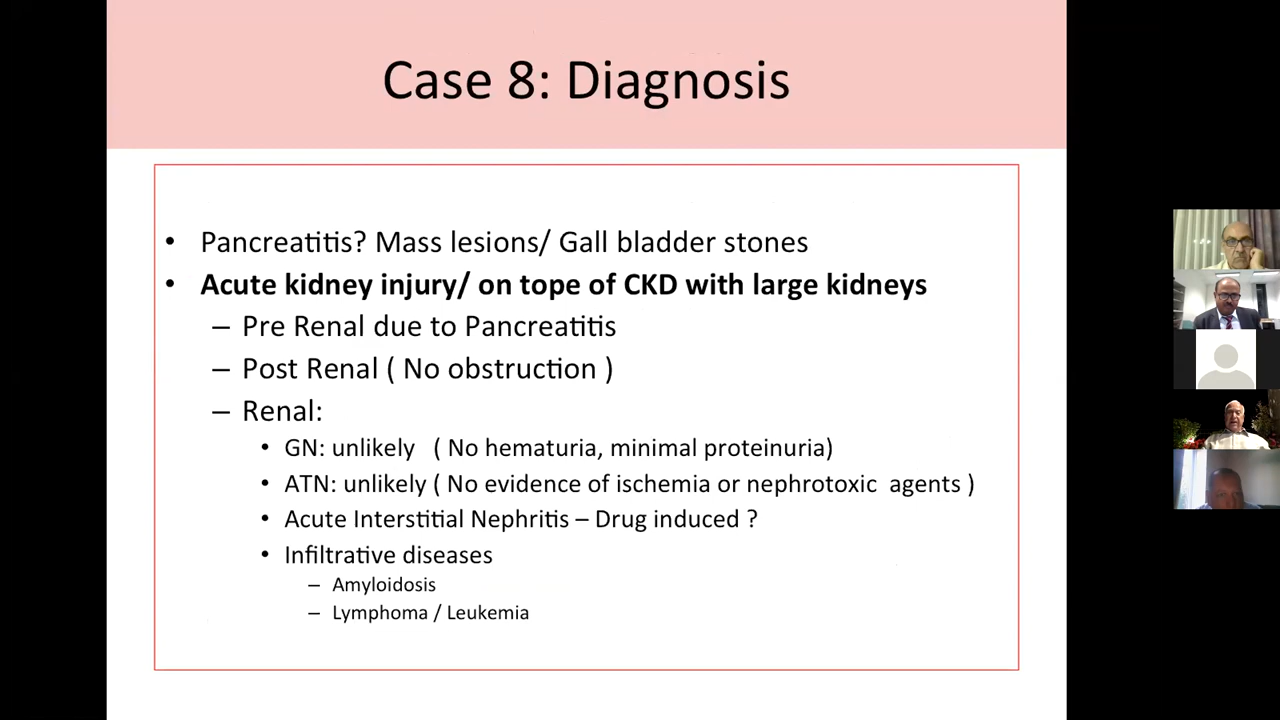 Case 8: Diagnosis
• Pancreatitis? Mass lesions/ Gall bladder stones
• Acute kidney injury/ on tope of CKD with large kidneys
– Pre Renal due to Pancreatitis
– Post Renal ( No obstruction )
– Renal:
• GN: unlikely ( No hematuria, minimal proteinuria)
• ATN: unlikely ( No evidence of ischemia or nephrotoxic agents )
• Acute Interstitial Nephritis – Drug induced ?
• Infiltrative diseases
– Amyloidosis
– Lymphoma / Leukemia